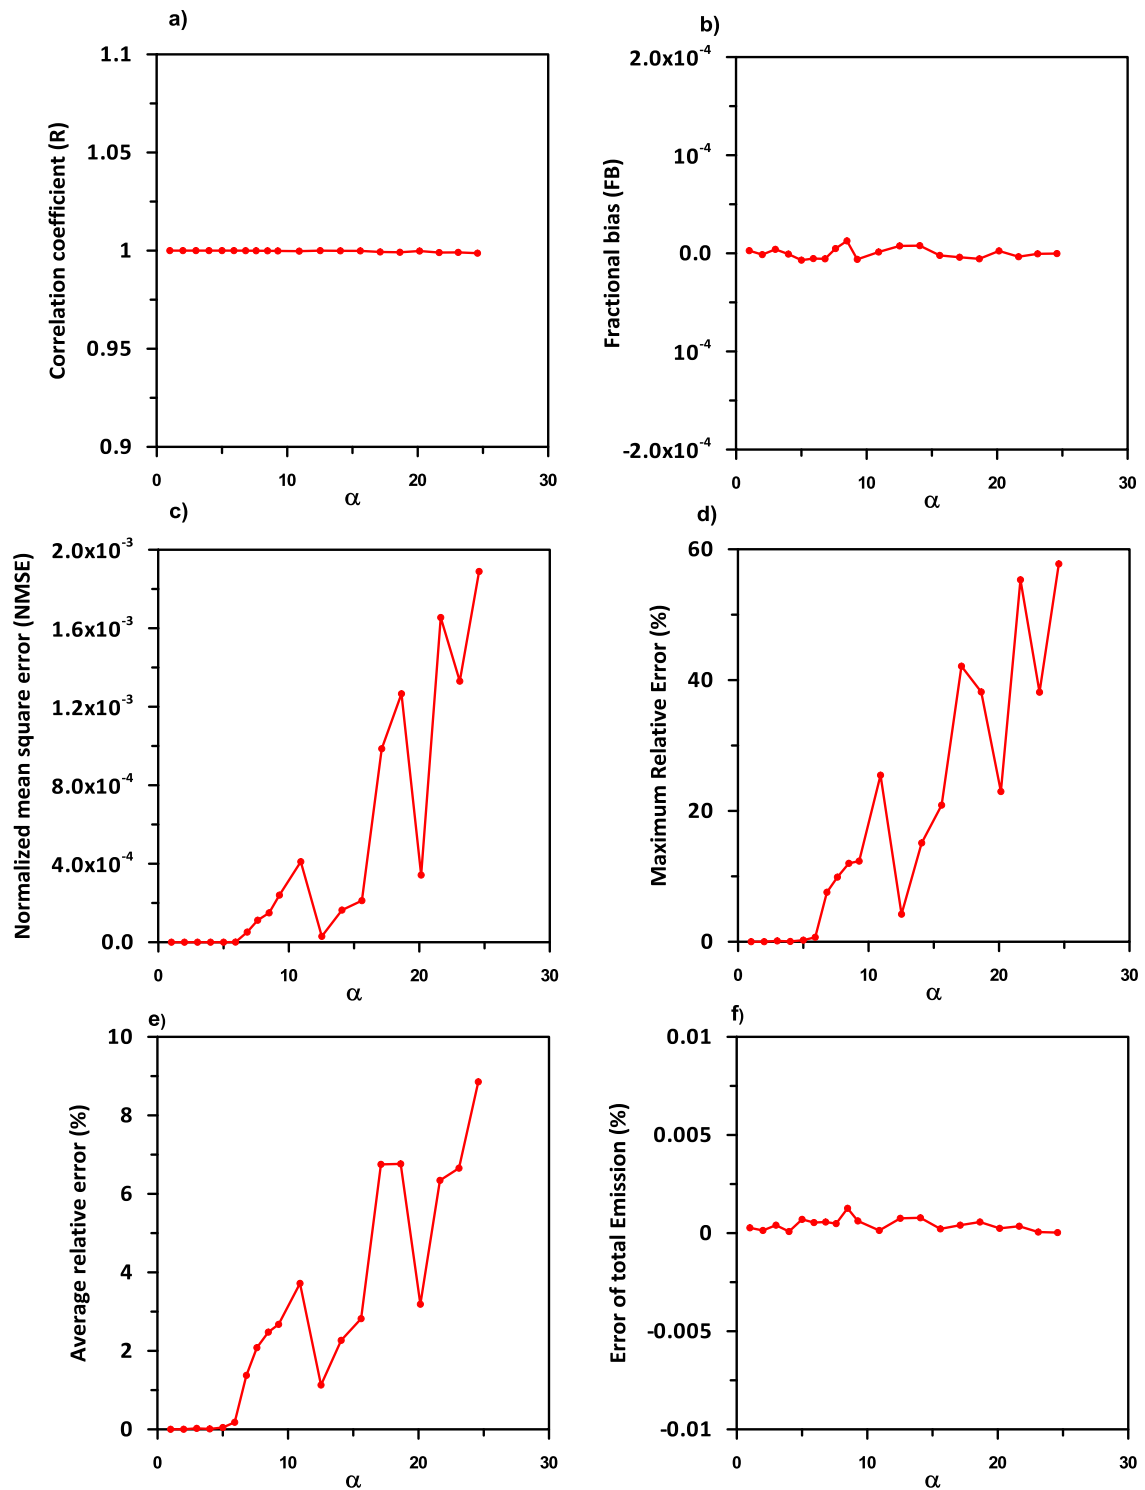 a)
1.1
1.05
1
0.95
0.9
Correlation coefficient (R)
0 10 20 30
α
b)
2.0x10⁻⁴
10⁻⁴
0.0
10⁻⁴
-2.0x10⁻⁴
Fractional bias (FB)
0 10 20 30
α
c)
2.0x10⁻³
1.6x10⁻³
1.2x10⁻³
8.0x10⁻⁴
4.0x10⁻⁴
0.0
Normalized mean square error (NMSE)
0 10 20 30
α
d)
60
40
20
0
Maximum Relative Error (%)
0 10 20 30
α
e)
10
8
6
4
2
0
Average relative error (%)
0 10 20 30
α
f)
0.01
0.005
0
-0.005
-0.01
Error of total Emission (%)
0 10 20 30
α